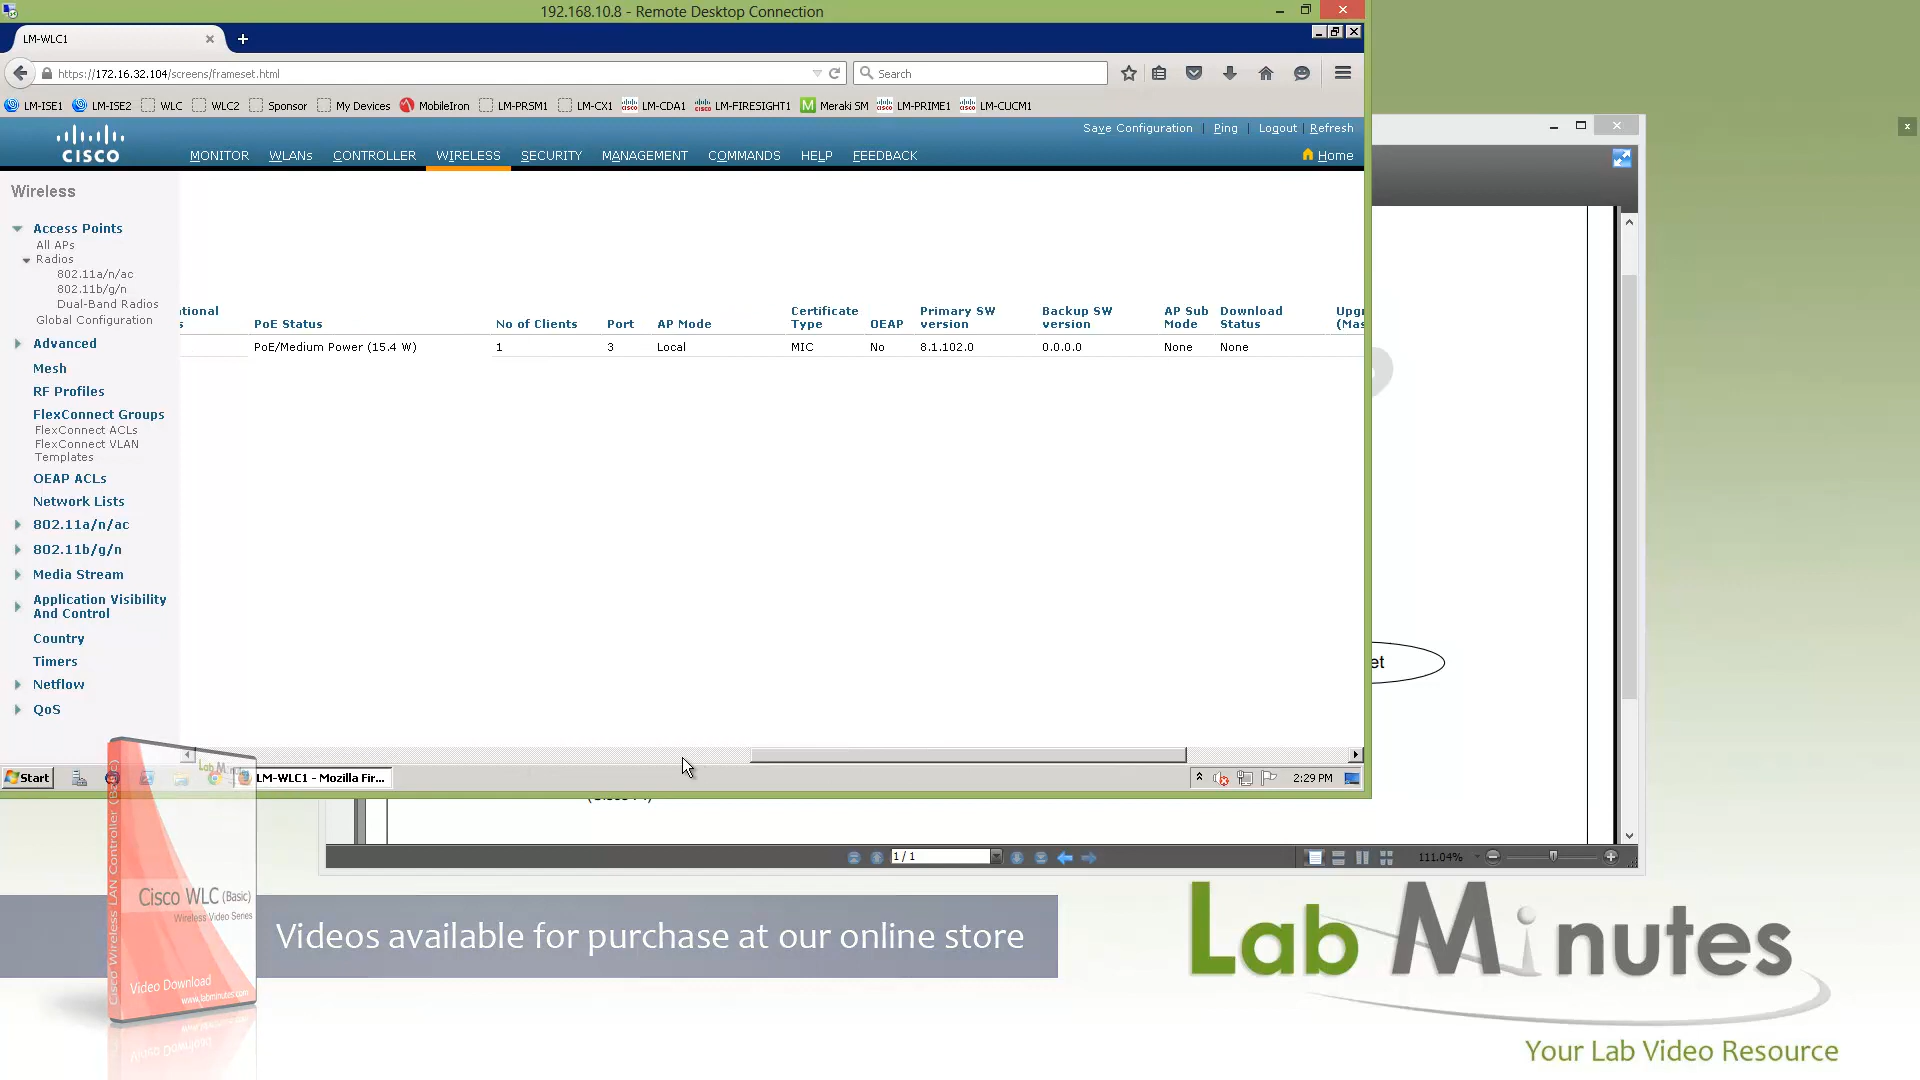 192.168.10.8 - Remote Desktop Connection
LM-WLC1
https://172.16.32.104/screens/frameset.html
Search
LM-ISE1 LM-ISE2 WLC WLC2 Sponsor My Devices MobileIron LM-PRSM1 LM-CX1 LM-CDA1 LM-FIRESIGHT1 Meraki SM LM-PRIME1 LM-CUCM1
Save Configuration | Ping | Logout | Refresh
CISCO
MONITOR WLANs CONTROLLER WIRELESS SECURITY MANAGEMENT COMMANDS HELP FEEDBACK
Home
Wireless
Access Points
All APs
Radios
802.11a/n/ac
802.11b/g/n
Dual-Band Radios
Global Configuration
Advanced
Mesh
RF Profiles
FlexConnect Groups
FlexConnect ACLs
FlexConnect VLAN
Templates
OEAP ACLs
Network Lists
802.11a/n/ac
802.11b/g/n
Media Stream
Application Visibility
And Control
Country
Timers
Netflow
QoS
PoE Status No of Clients Port AP Mode Certificate Type OEAP Primary SW version Backup SW version AP Sub Mode Download Status
PoE/Medium Power (15.4 W) 1 3 Local MIC No 8.1.102.0 0.0.0.0 None None
Start
LM-WLC1 - Mozilla Fir...
2:29 PM
1 / 1
111.04%
Cisco Wireless LAN Controller (Basic)
Cisco WLC (Basic)
Wireless Video Series
Video Download
www.labminutes.com
Videos available for purchase at our online store
Lab Minutes
Your Lab Video Resource